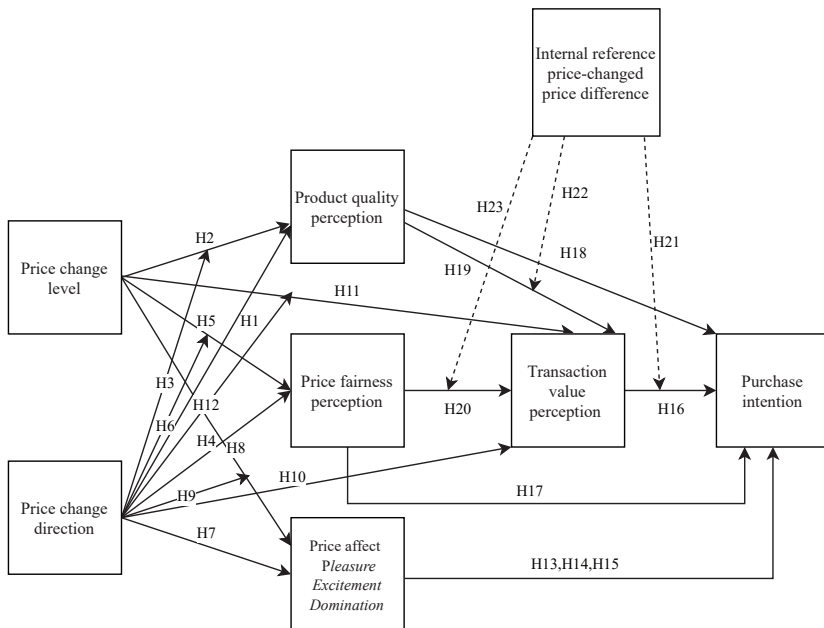 Internal reference
price-changed
price difference
Product quality
perception
Price change
level
Price fairness
perception
Transaction
value
perception
Purchase
intention
Price change
direction
Price affect
Pleasure
Excitement
Domination
H23
H22
H21
H2
H18
H19
H11
H1
H5
H3
H12
H20
H16
H6
H4
H8
H10
H9
H17
H7
H13,H14,H15